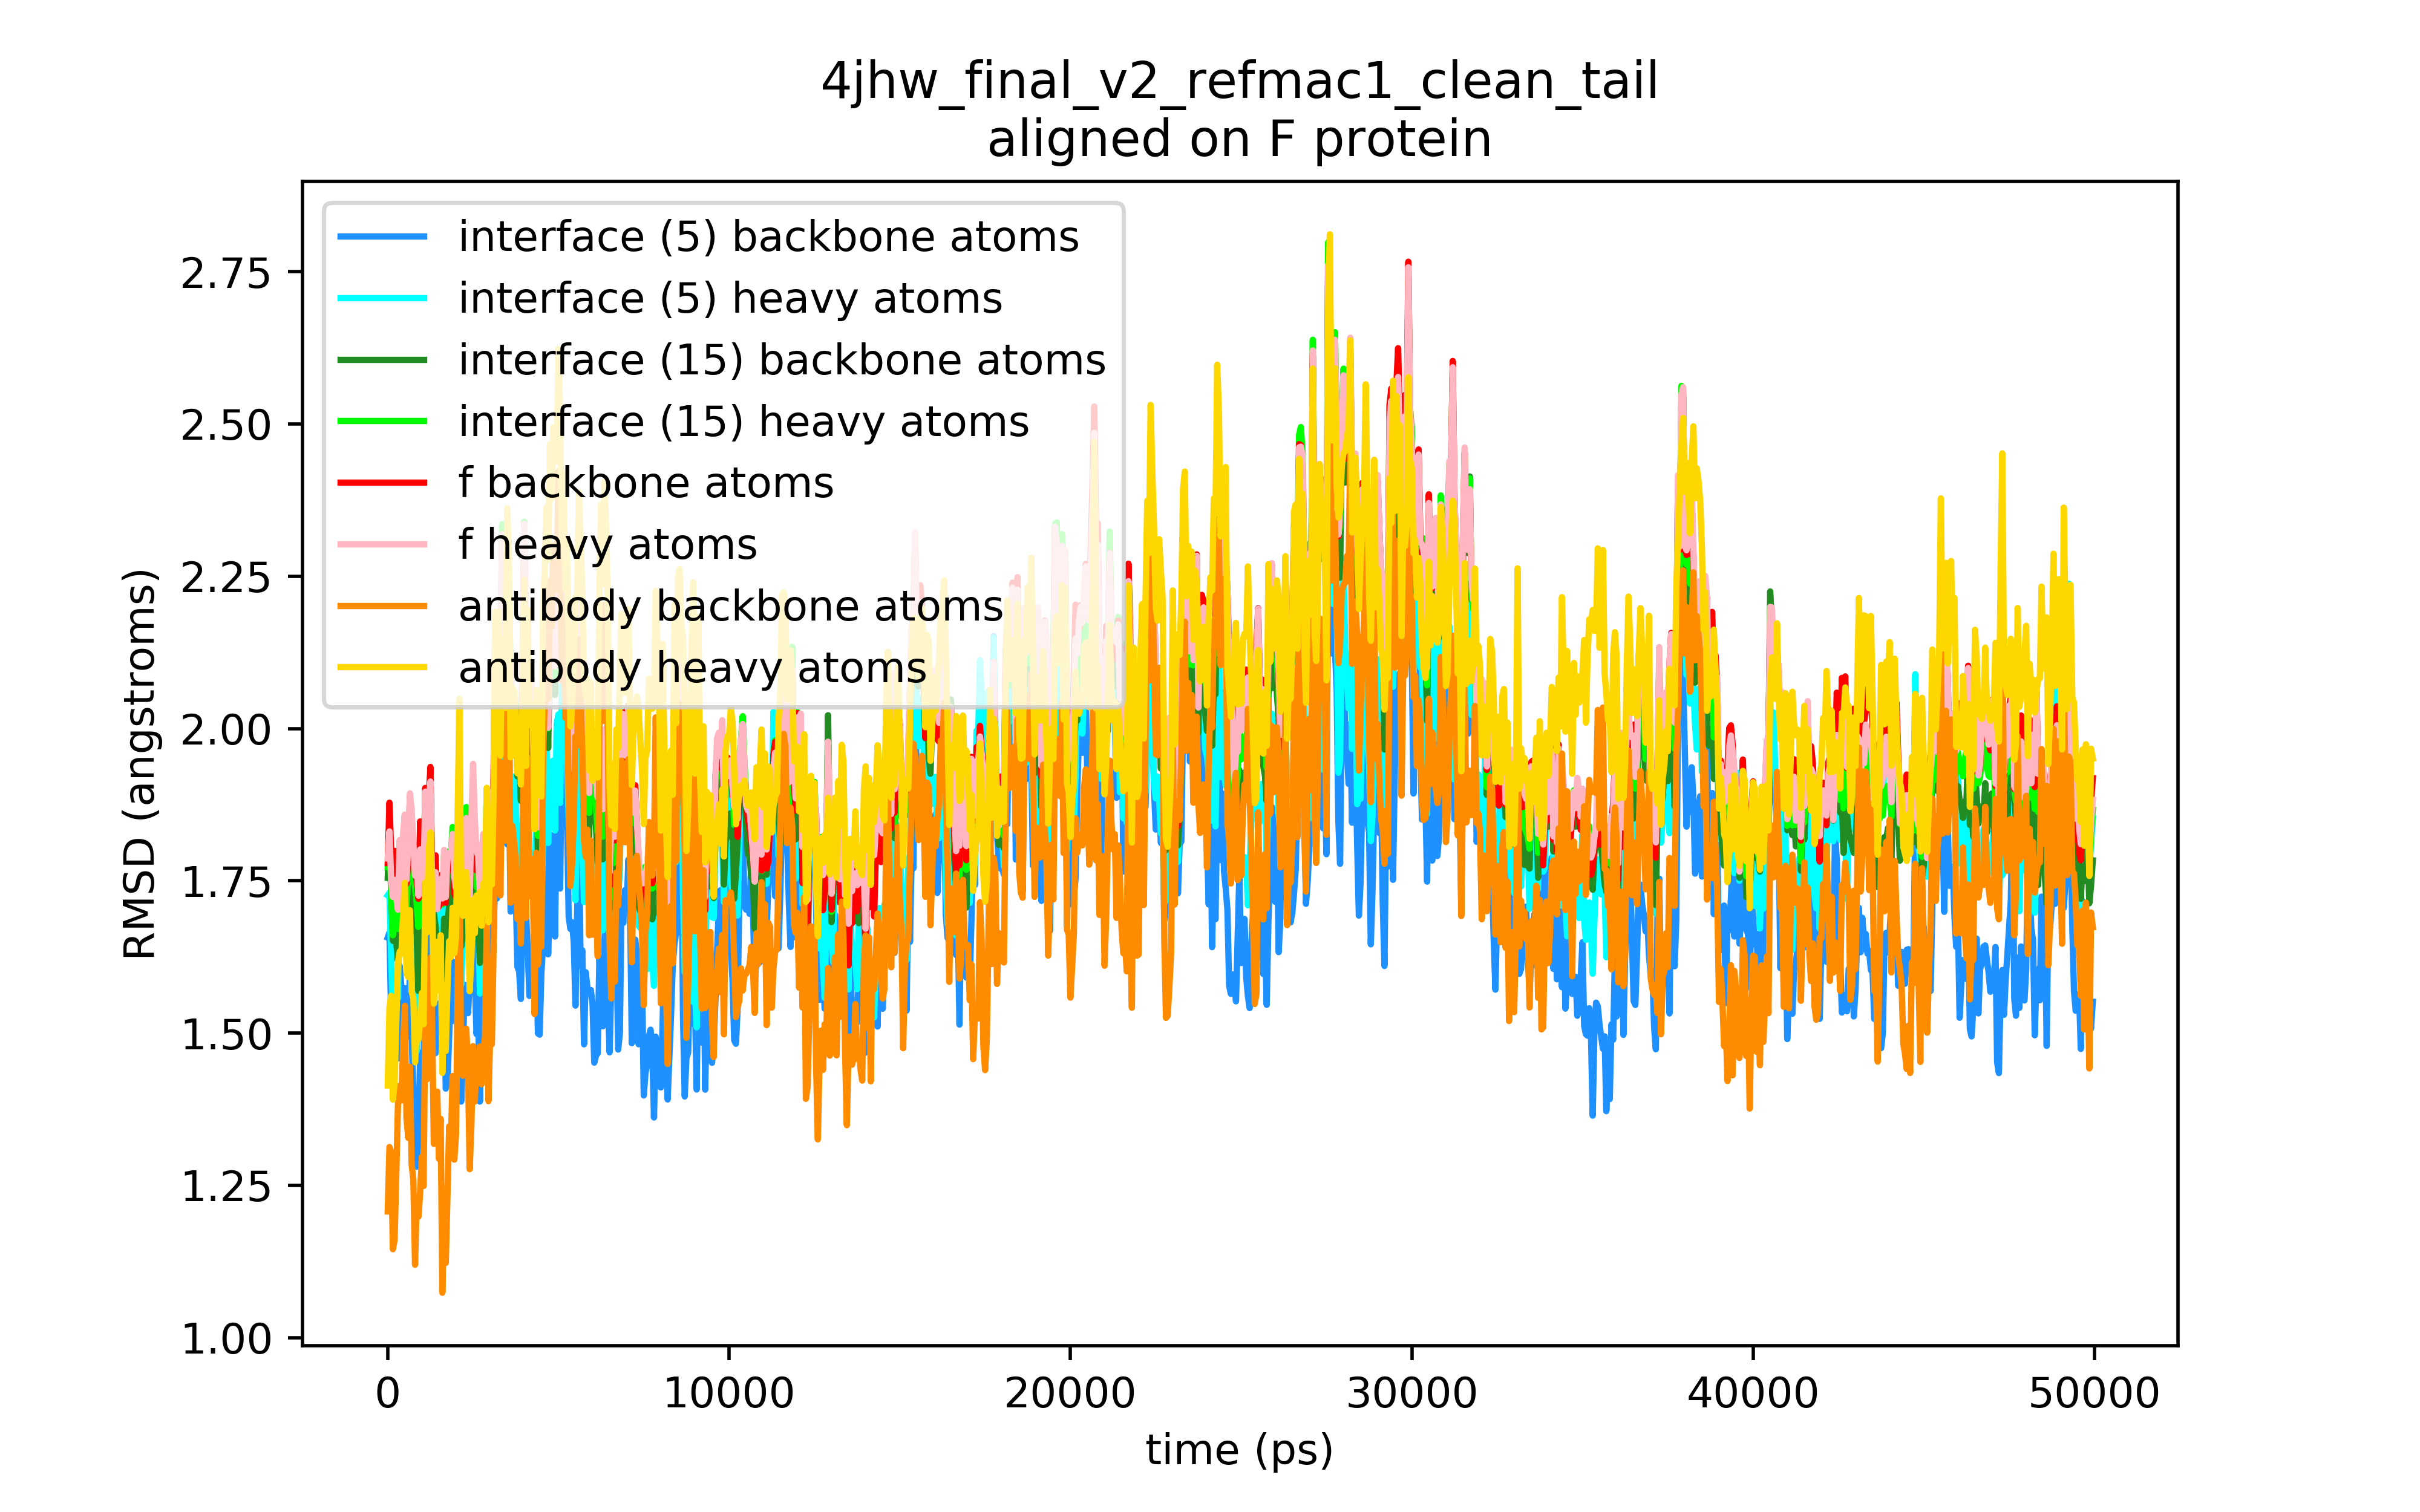 4jhw_final_v2_refmac1_clean_tail
aligned on F protein
interface (5) backbone atoms
interface (5) heavy atoms
interface (15) backbone atoms
interface (15) heavy atoms
f backbone atoms
f heavy atoms
antibody backbone atoms
antibody heavy atoms
RMSD (angstroms)
2.75
2.50
2.25
2.00
1.75
1.50
1.25
1.00
0
10000
20000
30000
40000
50000
time (ps)